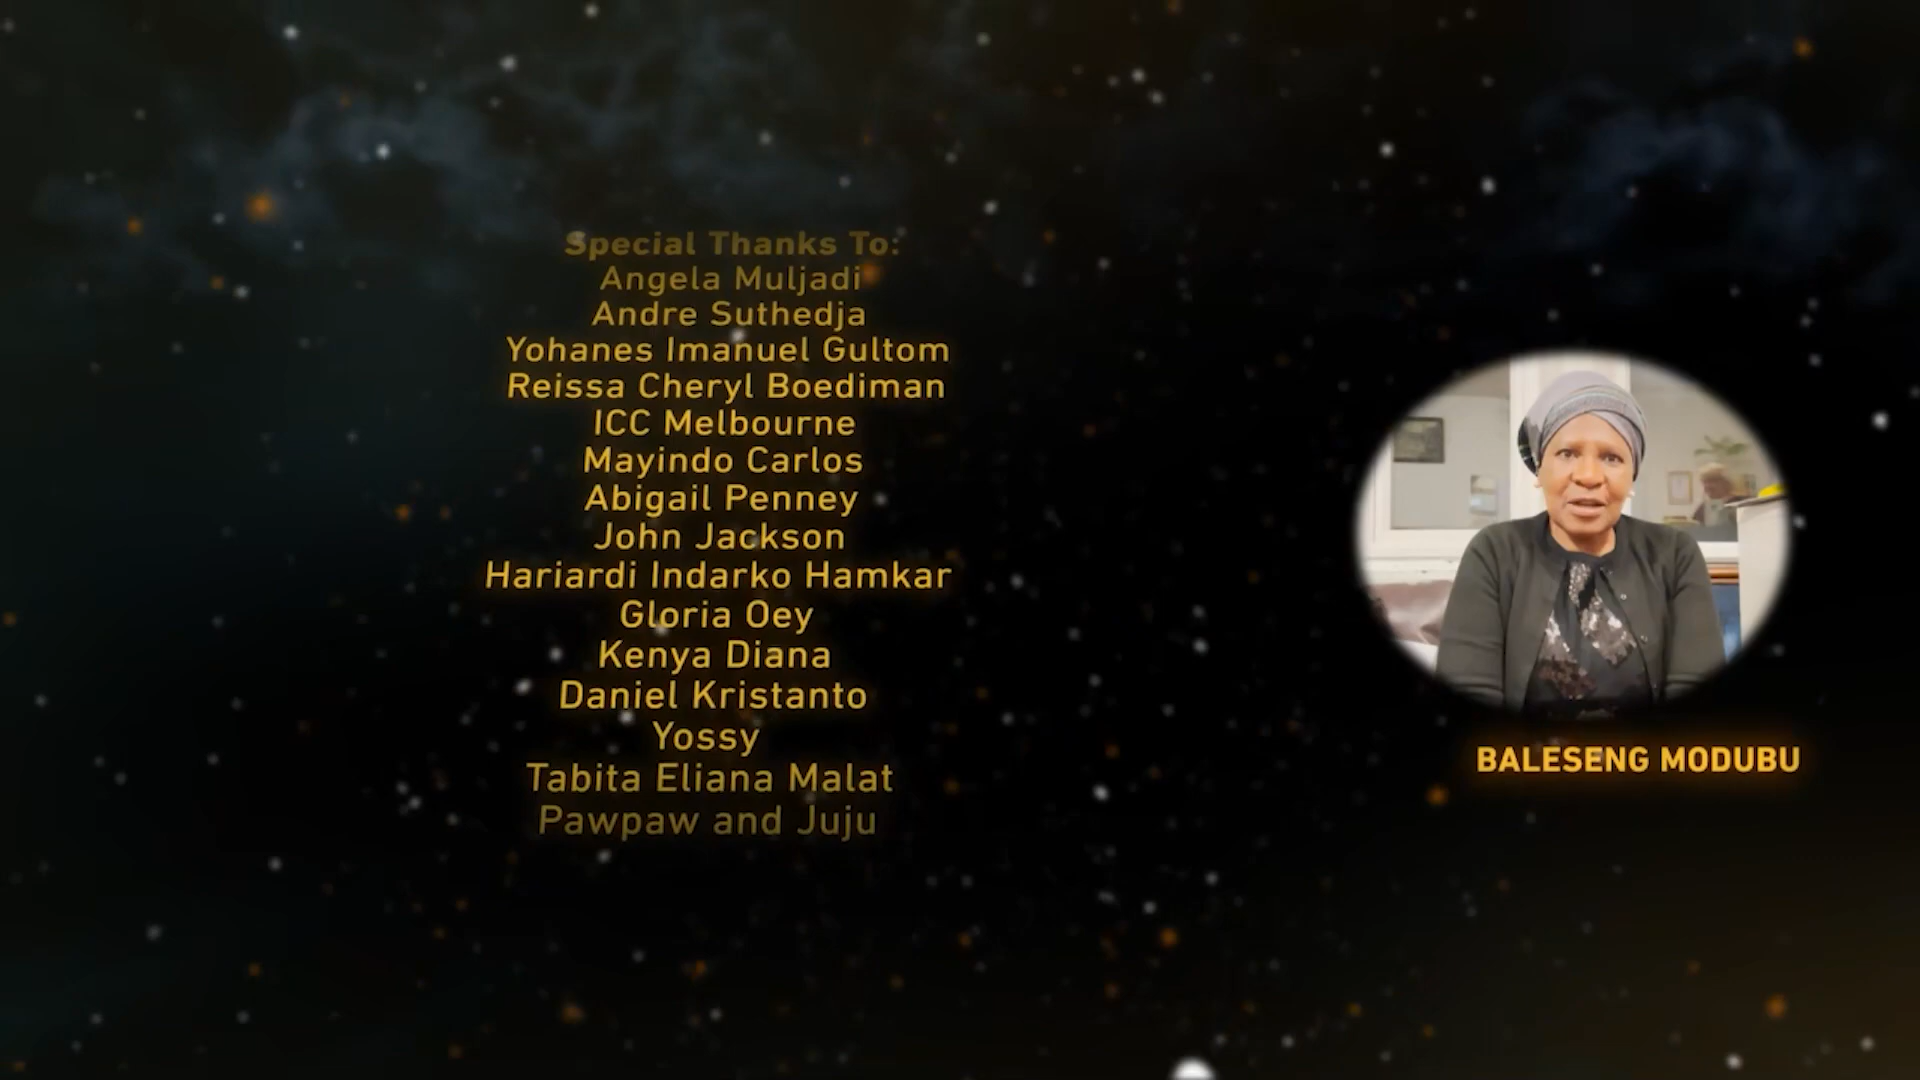 Special Thanks To:
Angela Muljadi
Andre Suthedja
Yohanes Imanuel Gultom
Reissa Cheryl Boediman
ICC Melbourne
Mayindo Carlos
Abigail Penney
John Jackson
Hariardi Indarko Hamkar
Gloria Oey
Kenya Diana
Daniel Kristanto
Yossy
Tabita Eliana Malat
Pawpaw and Juju
BALESENG MODUBU